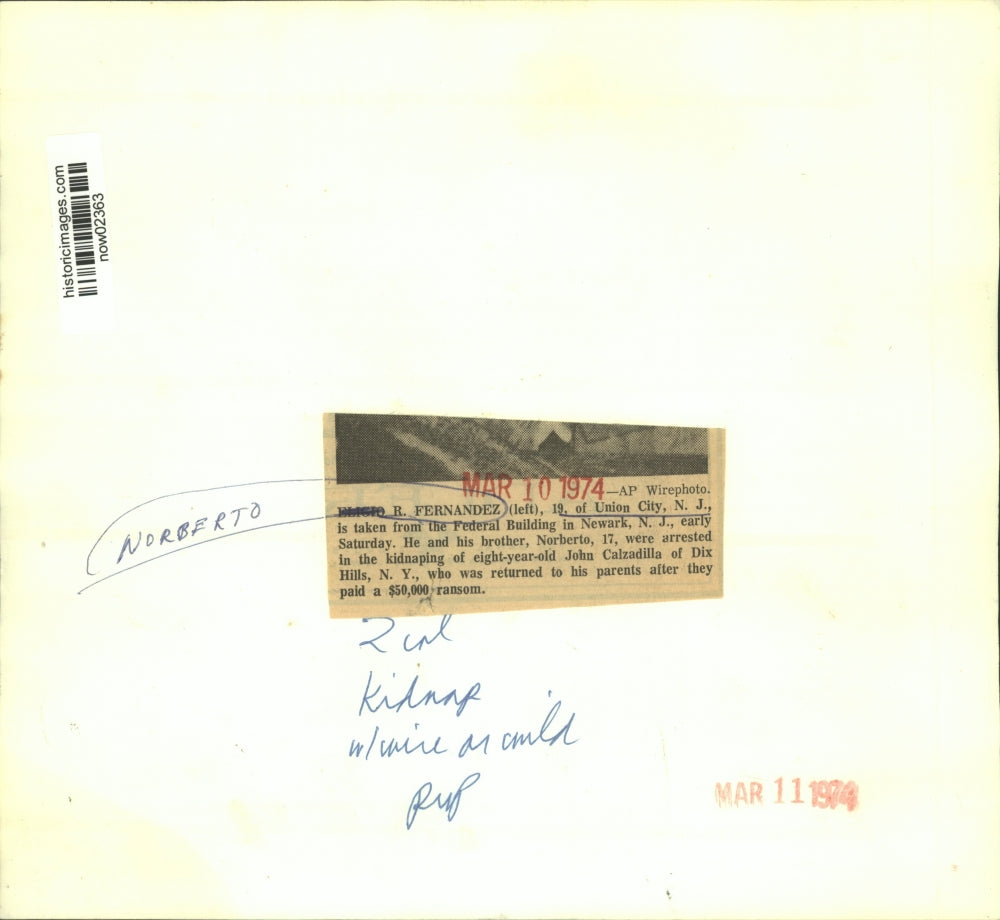 historicimages.com
now02363
MAR 10 1974
—AP Wirephoto.
ELIGIO R. FERNANDEZ (left), 19, of Union City, N. J.,
is taken from the Federal Building in Newark, N. J., early
Saturday. He and his brother, Norberto, 17, were arrested
in the kidnaping of eight-year-old John Calzadilla of Dix
Hills, N. Y., who was returned to his parents after they
paid a $50,000 ransom.
NORBERTO
2 col
Kidnap
w/wire on
MAR 11 1974